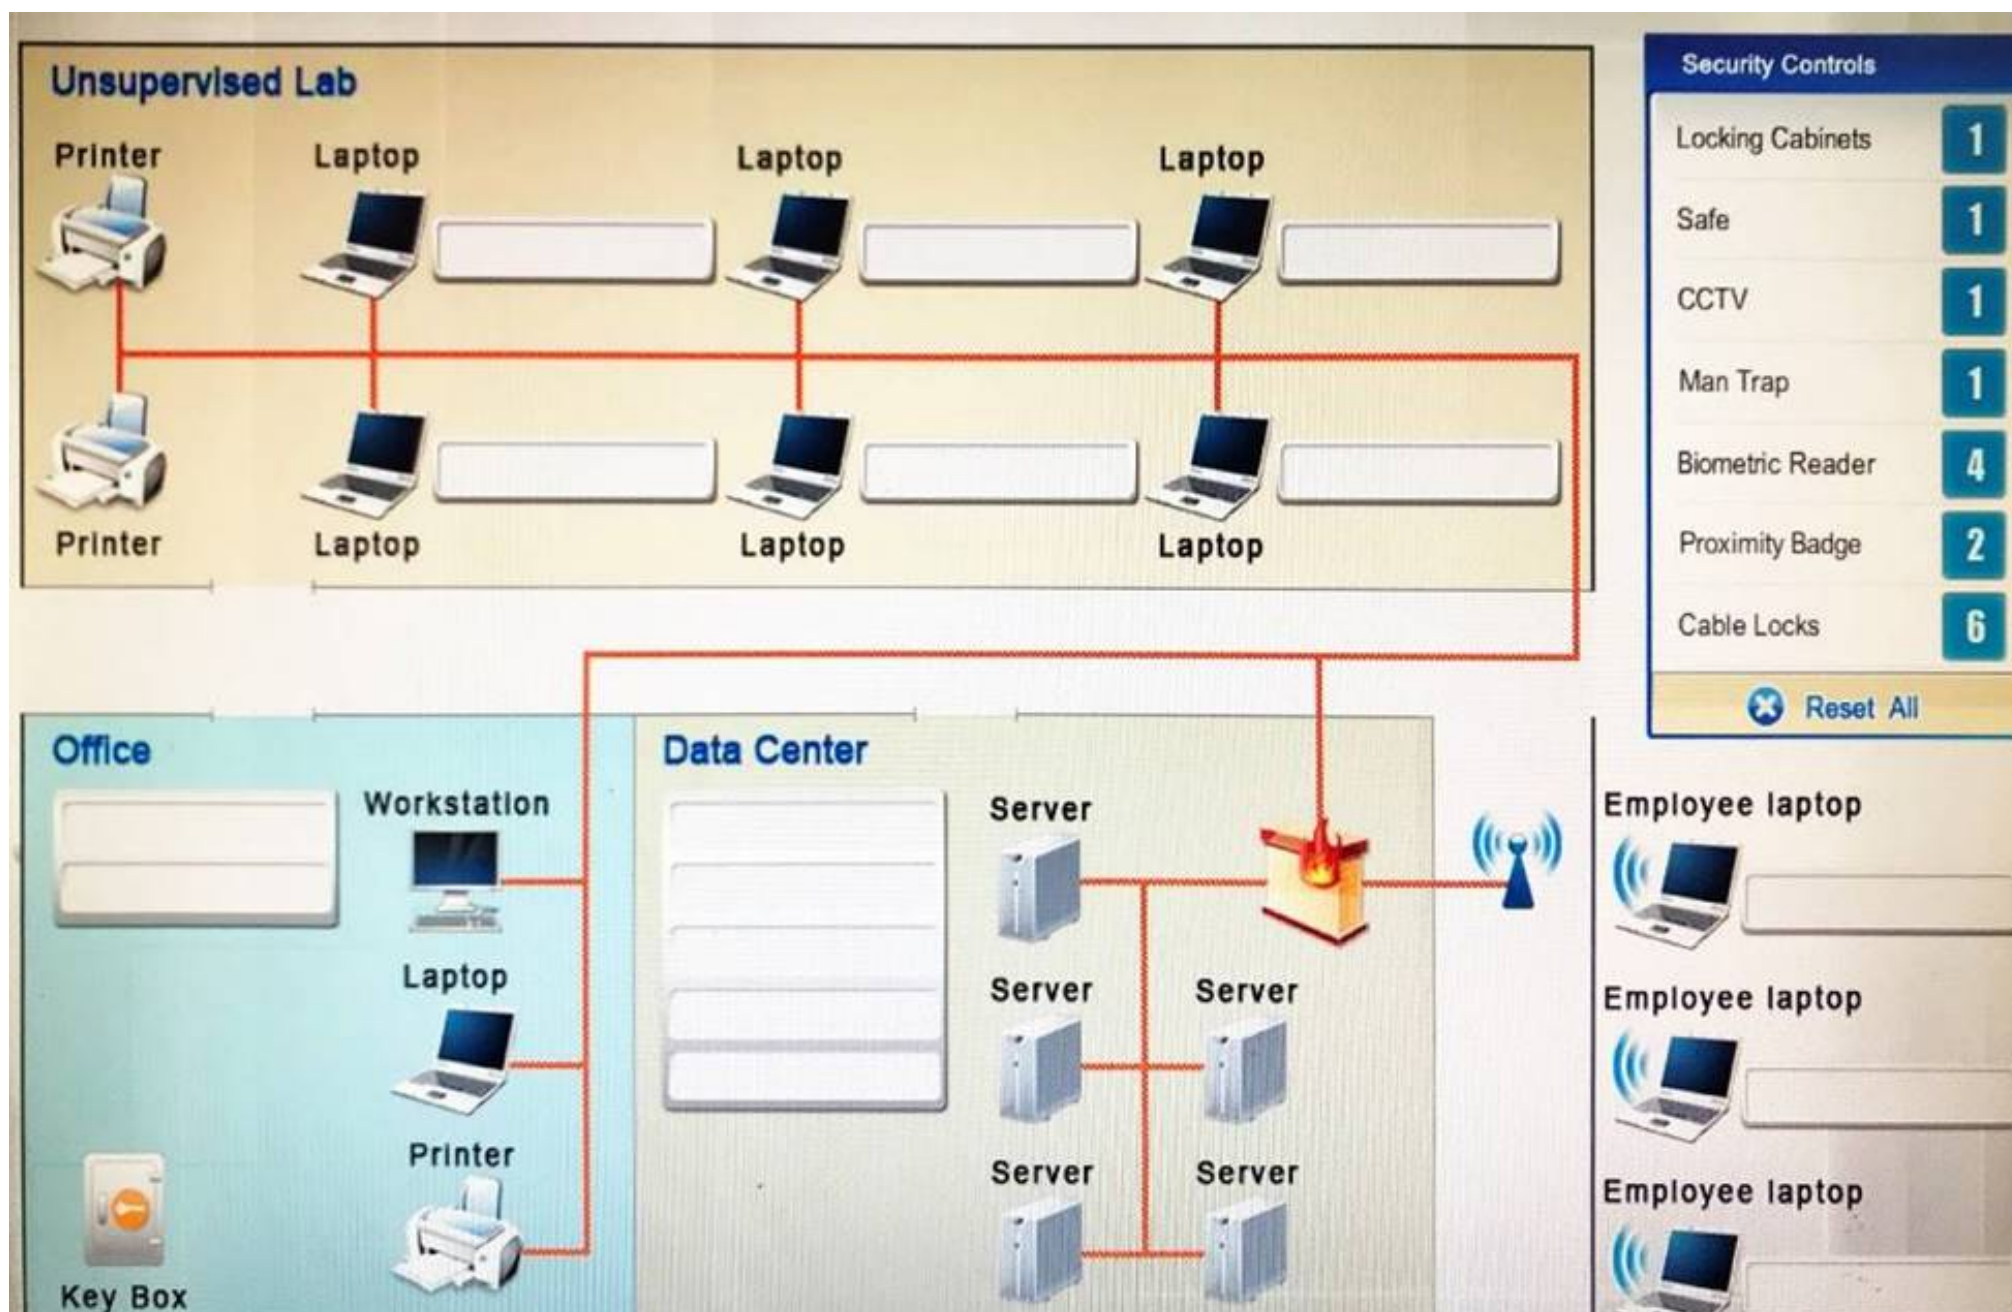 Unsupervised Lab
Printer
Laptop
Laptop
Laptop
Printer
Laptop
Laptop
Laptop
Security Controls
Locking Cabinets 1
Safe 1
CCTV 1
Man Trap 1
Biometric Reader 4
Proximity Badge 2
Cable Locks 6
Reset All
Office
Workstation
Laptop
Printer
Key Box
Data Center
Server
Server
Server
Server
Server
Employee laptop
Employee laptop
Employee laptop